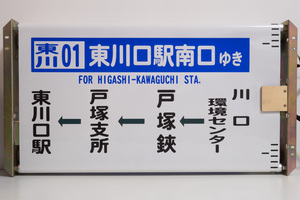 東川01 東川口駅南口ゆき
FOR HIGASHI-KAWAGUCHI STA.
川口環境センター
←
戸塚鋏
←
戸塚支所
←
東川口駅